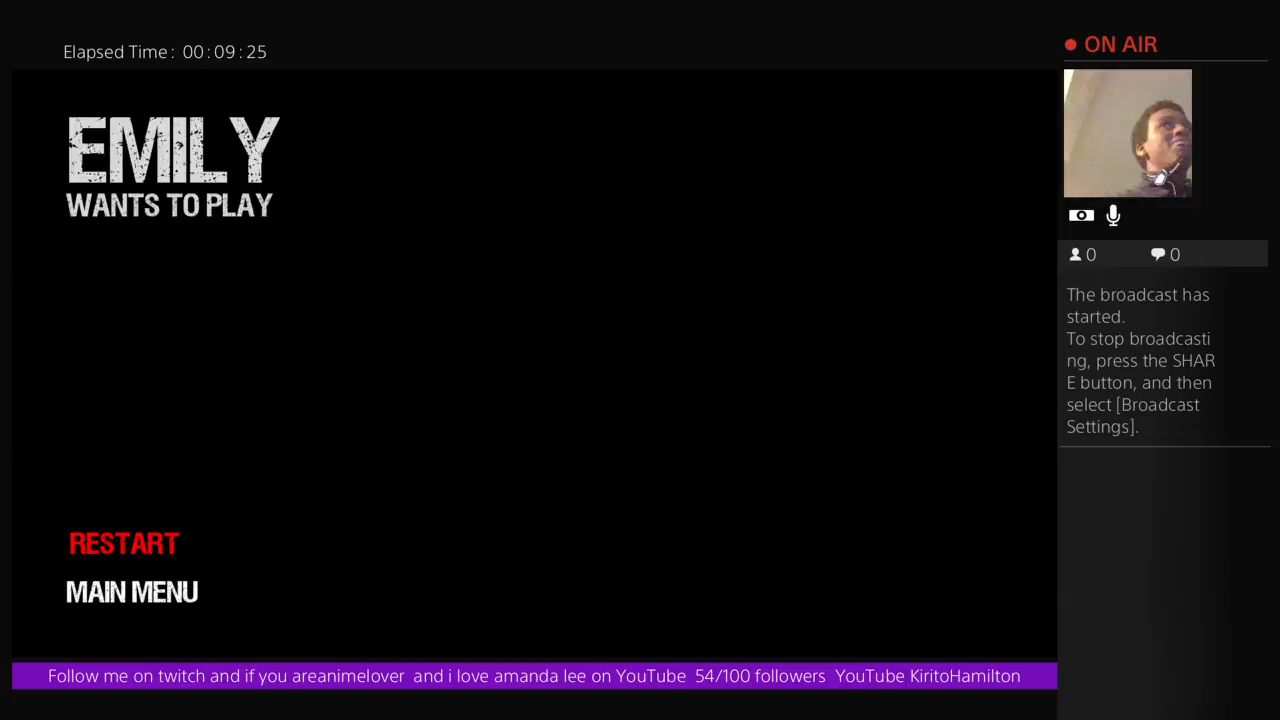 Elapsed Time: 00:09:25
ON AIR
EMILY
WANTS TO PLAY
0 0
The broadcast has
started.
To stop broadcasti
ng, press the SHAR
E button, and then
select [Broadcast
Settings].
RESTART
MAIN MENU
Follow me on twitch and if you areanimelover and i love amanda lee on YouTube 54/100 followers YouTube KiritoHamilton